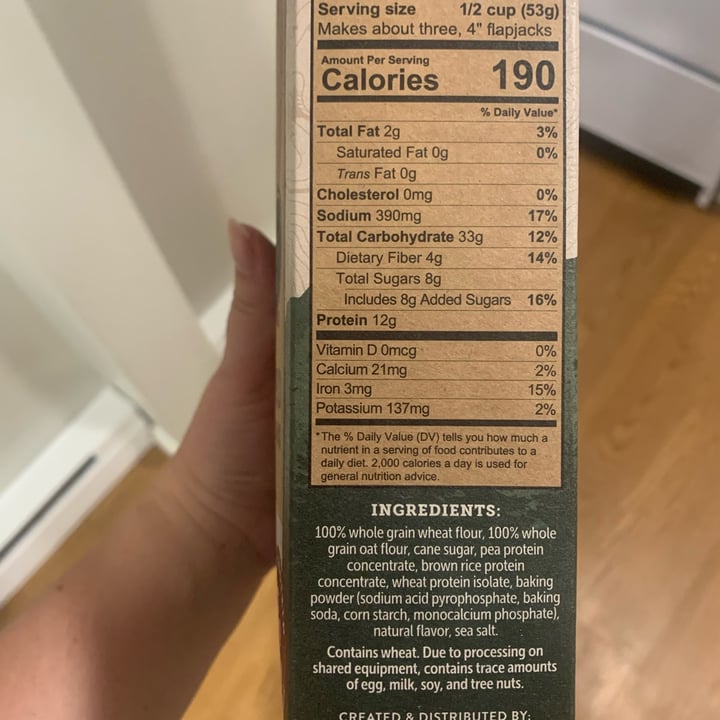 Serving size 1/2 cup (53g)
Makes about three, 4" flapjacks
Amount Per Serving
Calories 190
% Daily Value*
Total Fat 2g 3%
Saturated Fat 0g 0%
Trans Fat 0g
Cholesterol 0mg 0%
Sodium 390mg 17%
Total Carbohydrate 33g 12%
Dietary Fiber 4g 14%
Total Sugars 8g
Includes 8g Added Sugars 16%
Protein 12g
Vitamin D 0mcg 0%
Calcium 21mg 2%
Iron 3mg 15%
Potassium 137mg 2%
*The % Daily Value (DV) tells you how much a
nutrient in a serving of food contributes to a
daily diet. 2,000 calories a day is used for
general nutrition advice.
INGREDIENTS:
100% whole grain wheat flour, 100% whole
grain oat flour, cane sugar, pea protein
concentrate, brown rice protein
concentrate, wheat protein isolate, baking
powder (sodium acid pyrophosphate, baking
soda, corn starch, monocalcium phosphate),
natural flavor, sea salt.
Contains wheat. Due to processing on
shared equipment, contains trace amounts
of egg, milk, soy, and tree nuts.
CREATED & DISTRIBUTED BY: